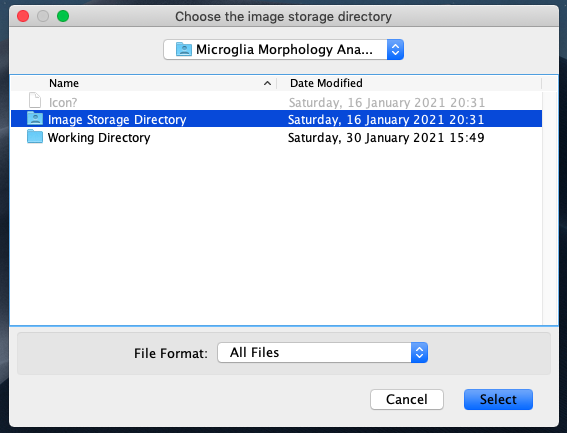 Choose the image storage directory
Microglia Morphology Ana...
Name Date Modified
Icon? Saturday, 16 January 2021 20:31
Image Storage Directory Saturday, 16 January 2021 20:31
Working Directory Saturday, 30 January 2021 15:49
File Format: All Files
Cancel Select